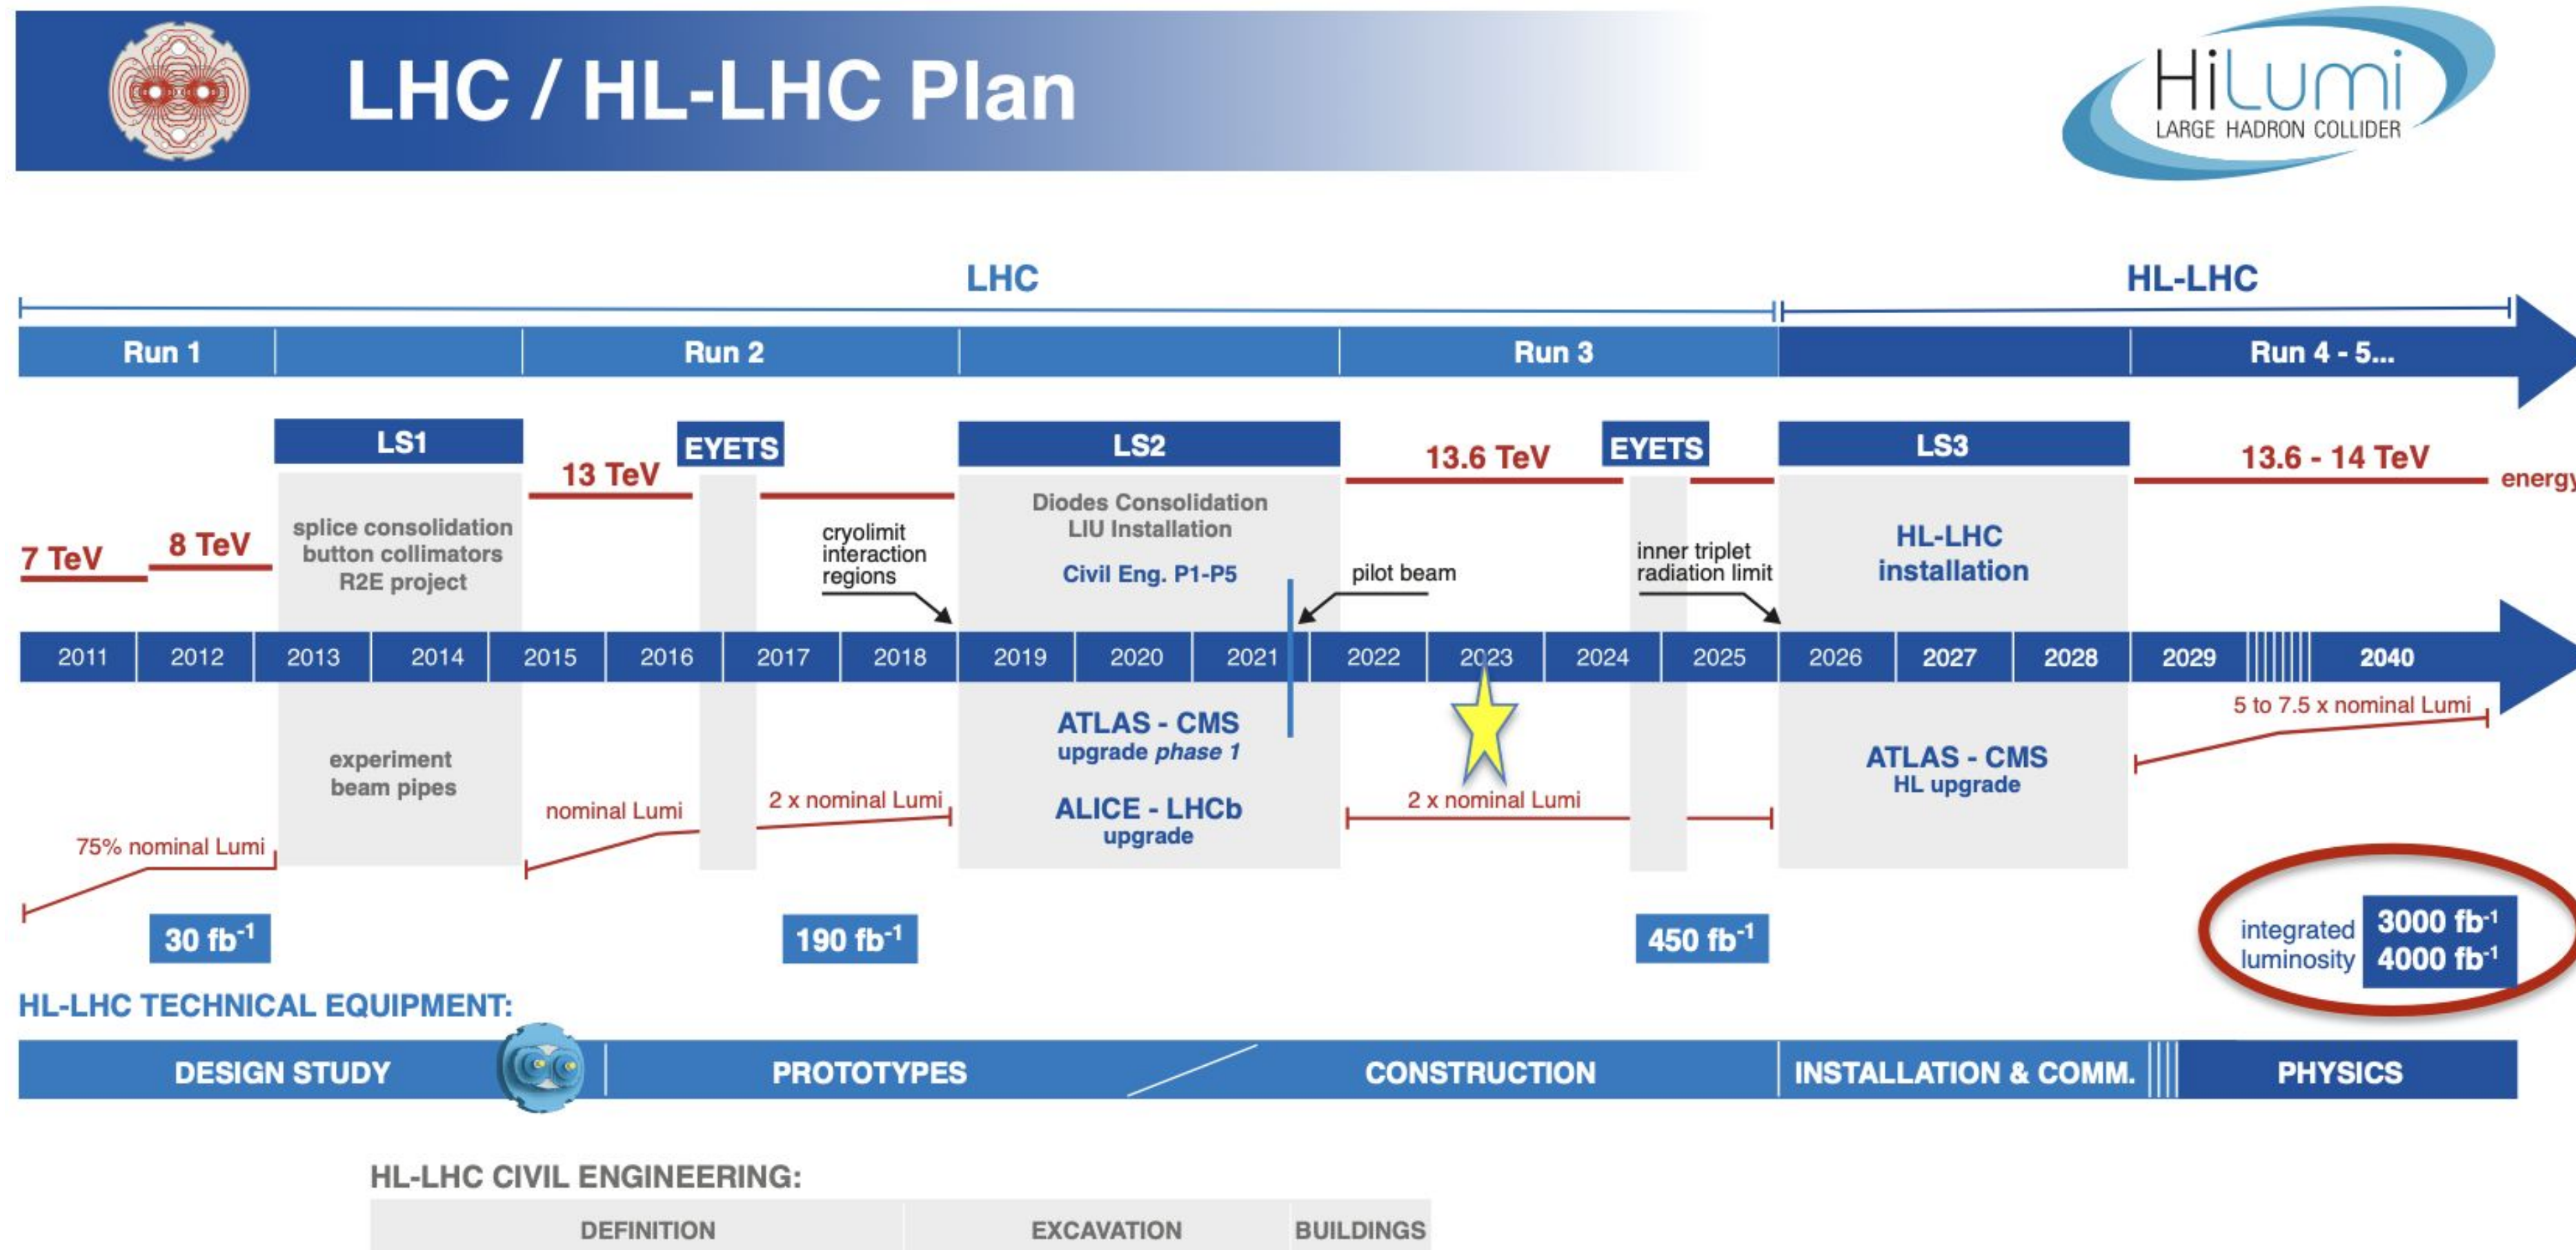 LHC / HL-LHC Plan
HiLumi
LARGE HADRON COLLIDER
LHC
HL-LHC
Run 1
Run 2
Run 3
Run 4 - 5...
LS1
EYETS
LS2
EYETS
LS3
13 TeV
13.6 TeV
13.6 - 14 TeV
energy
7 TeV
8 TeV
splice consolidation
button collimators
R2E project
cryolimit
interaction
regions
Diodes Consolidation
LIU Installation
Civil Eng. P1-P5
pilot beam
inner triplet
radiation limit
HL-LHC
installation
2011 2012 2013 2014 2015 2016 2017 2018 2019 2020 2021 2022 2023 2024 2025 2026 2027 2028 2029 2040
5 to 7.5 x nominal Lumi
experiment
beam pipes
ATLAS - CMS
upgrade phase 1
ALICE - LHCb
upgrade
ATLAS - CMS
HL upgrade
75% nominal Lumi
nominal Lumi
2 x nominal Lumi
2 x nominal Lumi
30 fb⁻¹
190 fb⁻¹
450 fb⁻¹
integrated
luminosity
3000 fb⁻¹
4000 fb⁻¹
HL-LHC TECHNICAL EQUIPMENT:
DESIGN STUDY
PROTOTYPES
CONSTRUCTION
INSTALLATION & COMM.
PHYSICS
HL-LHC CIVIL ENGINEERING:
DEFINITION
EXCAVATION
BUILDINGS